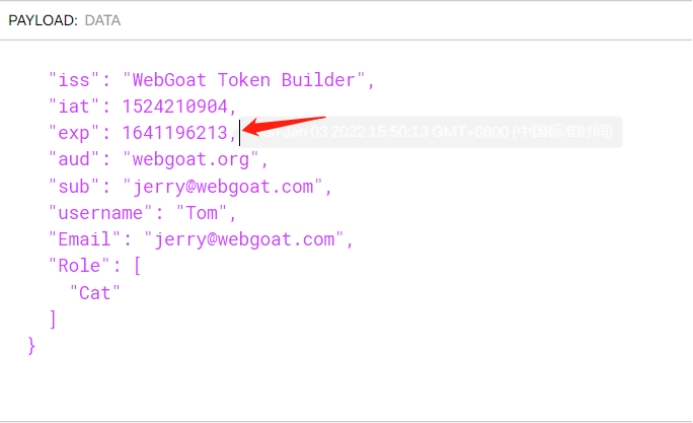 PAYLOAD: DATA
"iss": "WebGoat Token Builder",
"iat": 1524210904,
"exp": 1641196213, Jan 03 2022 15:50:13 GMT+0800 (中国标准时间)
"aud": "webgoat.org",
"sub": "jerry@webgoat.com",
"username": "Tom",
"Email": "jerry@webgoat.com",
"Role": [
"Cat"
]
}